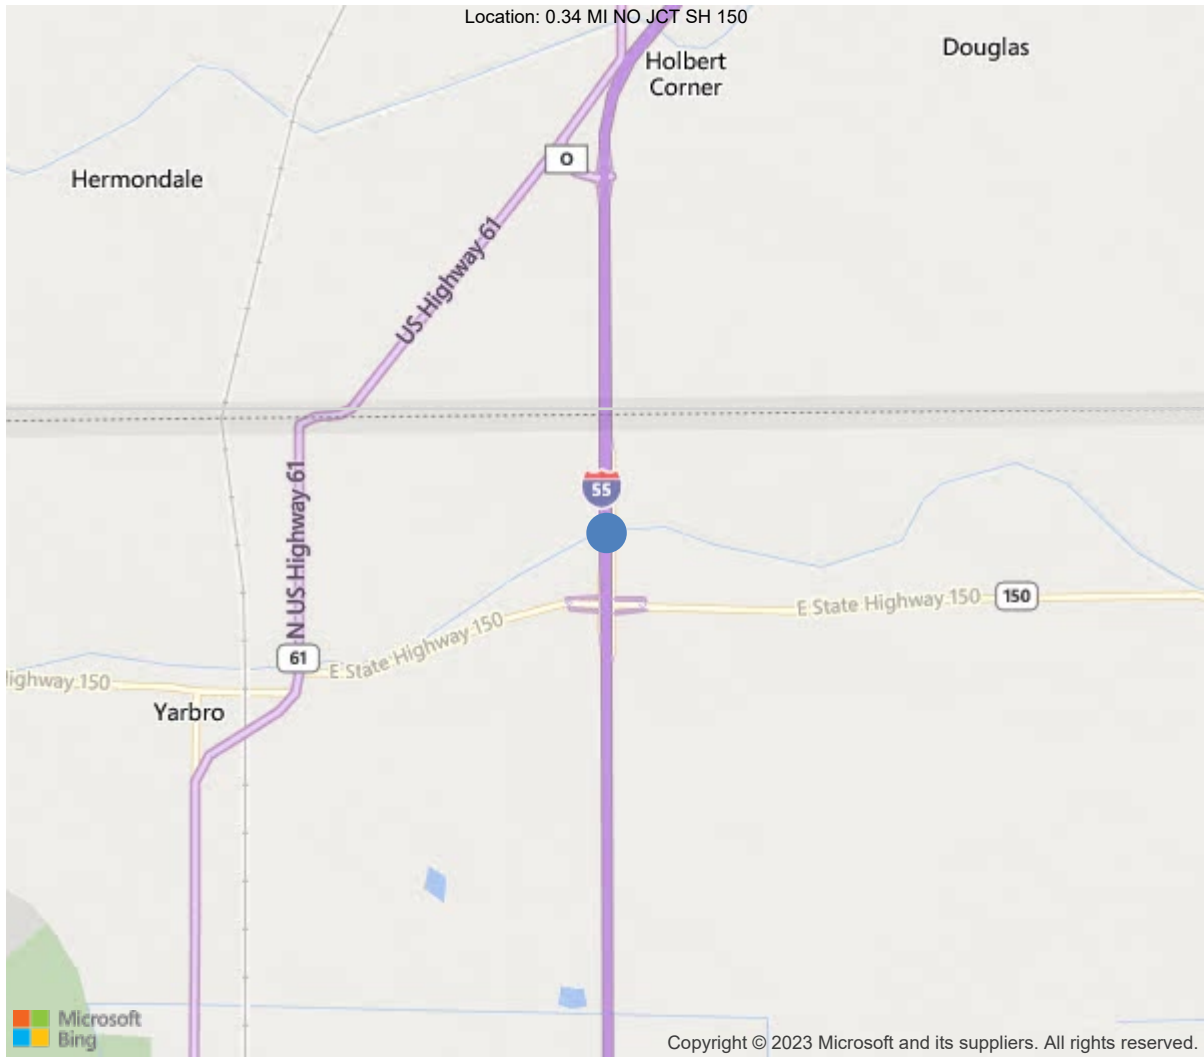 Location: 0.34 MI NO JCT SH 150
Douglas
Holbert
Corner
O
Hermondale
US Highway 61
55
N US Highway 61
E State Highway 150
150
E State Highway 150
61
ighway 150
Yarbro
Microsoft
Bing
Copyright © 2023 Microsoft and its suppliers. All rights reserved.